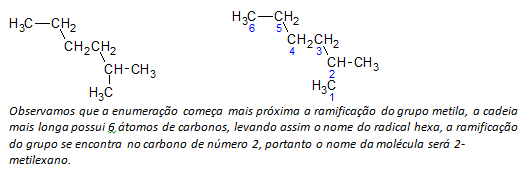 H₃C—CH₂
CH₂CH₂
CH-CH₃
H₃C
H₃C—CH₂
6 5
CH₂CH₂
4 3
CH-CH₃
2
H₃C
1
Observamos que a enumeração começa mais próxima a ramificação do grupo metila, a cadeia
mais longa possui 6 átomos de carbonos, levando assim o nome do radical hexa, a ramificação
do grupo se encontra no carbono de número 2, portanto o nome da molécula será 2-
metilexano.